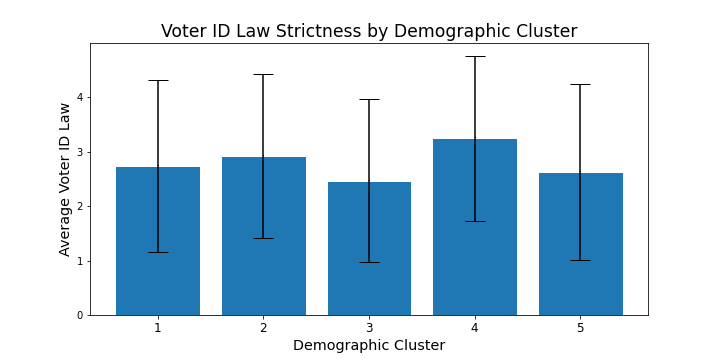 Voter ID Law Strictness by Demographic Cluster
Average Voter ID Law
4
3
2
1
0
1 2 3 4 5
Demographic Cluster